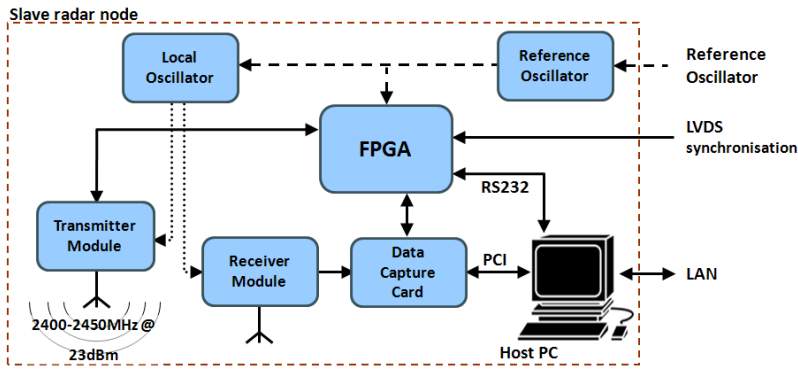 Slave radar node
Local
Oscillator
Reference
Oscillator
Reference
Oscillator
FPGA
LVDS
synchronisation
RS232
Transmitter
Module
Receiver
Module
Data
Capture
Card
PCI
LAN
2400-2450MHz @
23dBm
Host PC